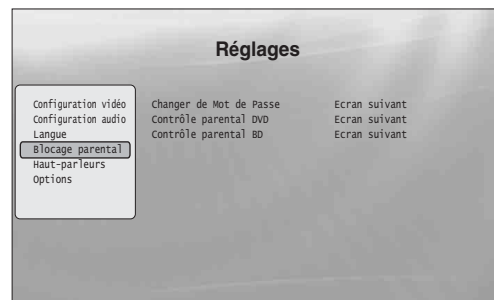 Réglages
Configuration vidéo
Configuration audio
Langue
Blocage parental
Haut-parleurs
Options
Changer de Mot de Passe Ecran suivant
Contrôle parental DVD Ecran suivant
Contrôle parental BD Ecran suivant